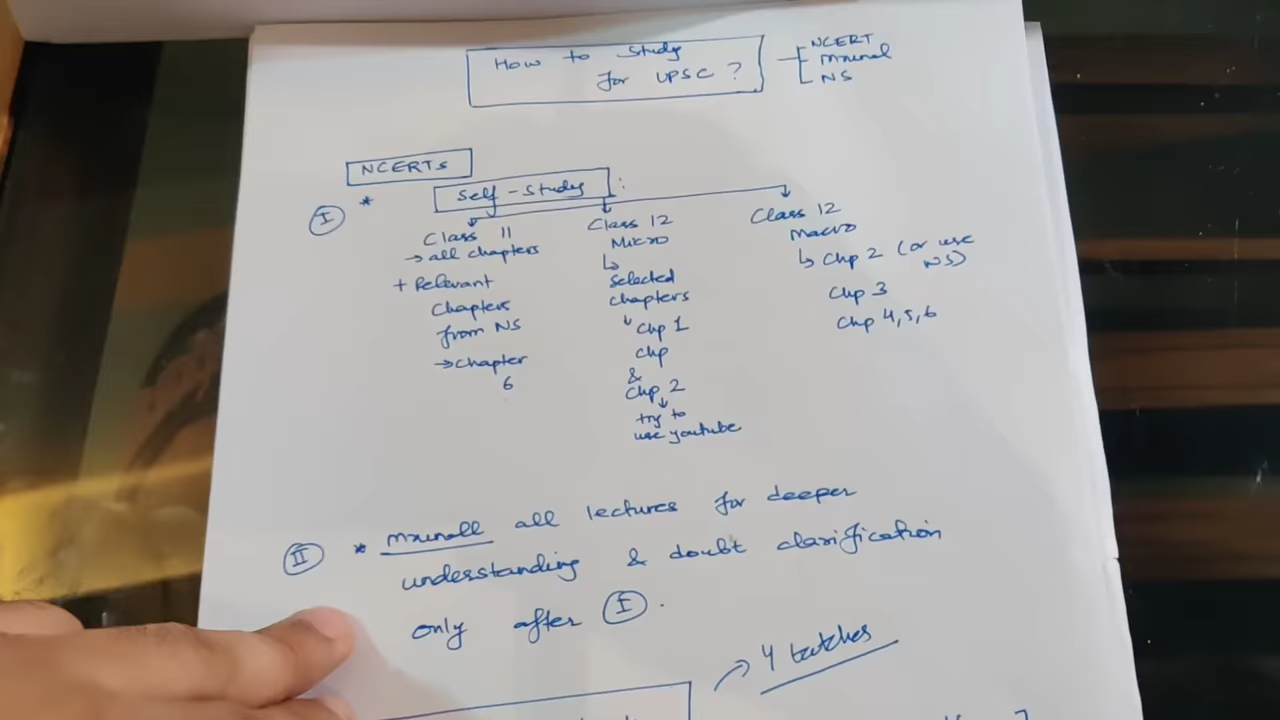 How to Study
for UPSC ?
NCERT
Mrunal
NS
NCERTs
I
* Self-Study :
Class 11
→ all chapters
+ Relevant
Chapters
from NS
→ Chapter
6
Class 12
Micro
↳
Selected
chapters
↓ Chp 1
Chp
&
Chp 2
↓
try to
use youtube
Class 12
Macro
↳ Chp 2 (or use
NS)
Chp 3
Chp 4,5,6
II * Mrunall all lectures for deeper
understanding & doubt clarification
only after I .
→ 4 batches